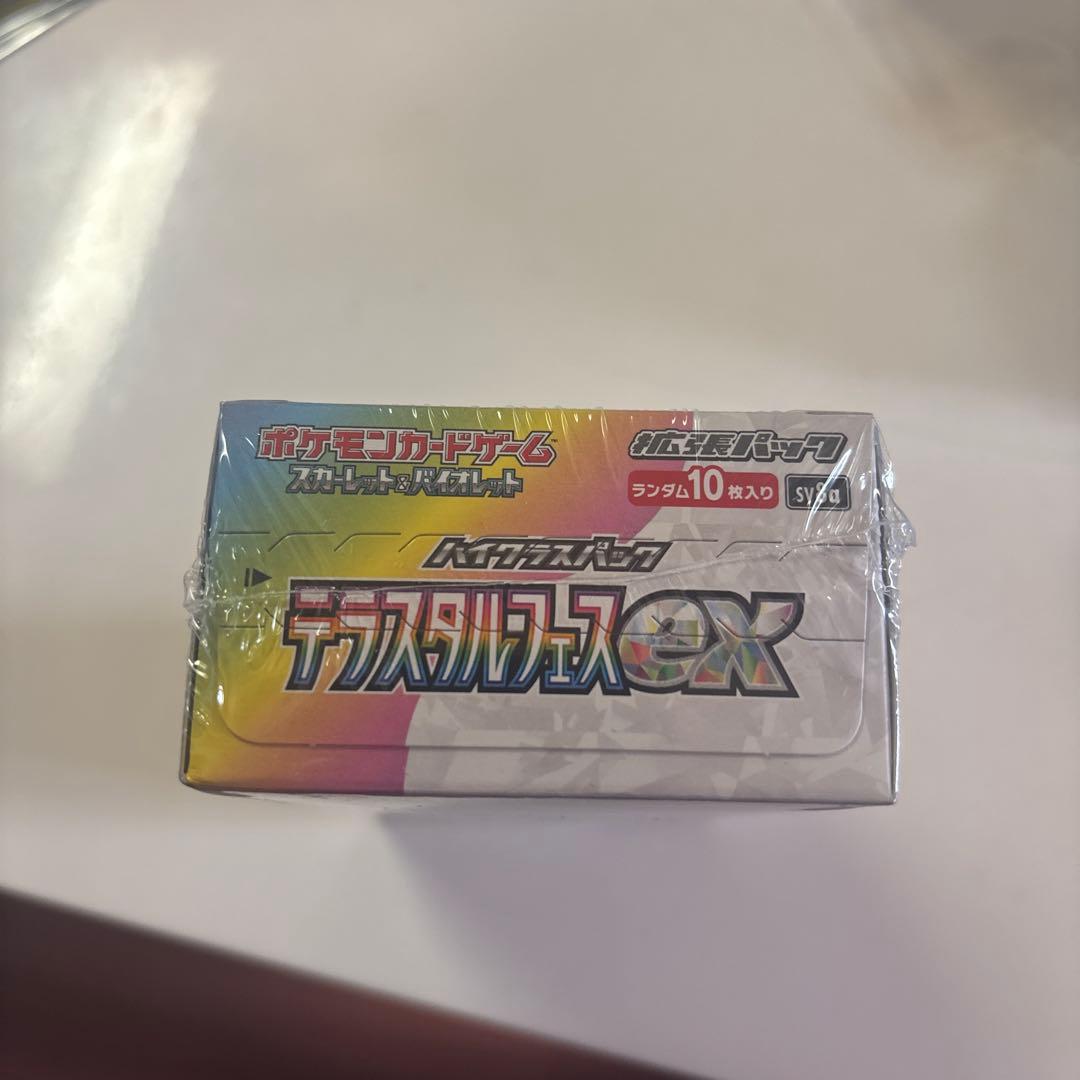 ポケモンカードゲーム™
スカーレット&バイオレット
拡張パック
ランダム10枚入り sv8a
ハイクラスパック
テラスタルフェスex